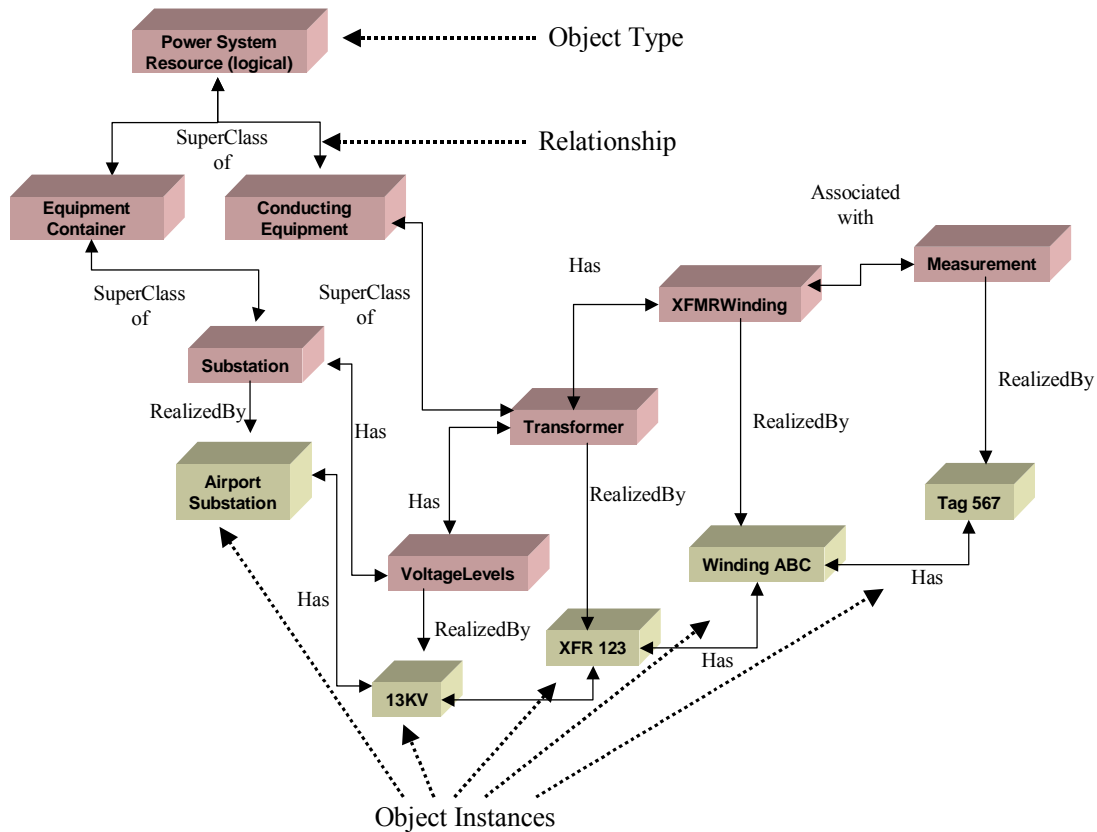 Power System
Resource (logical)
Object Type
SuperClass
of
Relationship
Equipment
Container
Conducting
Equipment
Associated
with
Measurement
Has
XFMRWinding
SuperClass
of
SuperClass
of
Substation
RealizedBy
Has
Transformer
RealizedBy
RealizedBy
Airport
Substation
Has
RealizedBy
Tag 567
VoltageLevels
Winding ABC
Has
Has
RealizedBy
XFR 123
Has
13KV
Object Instances